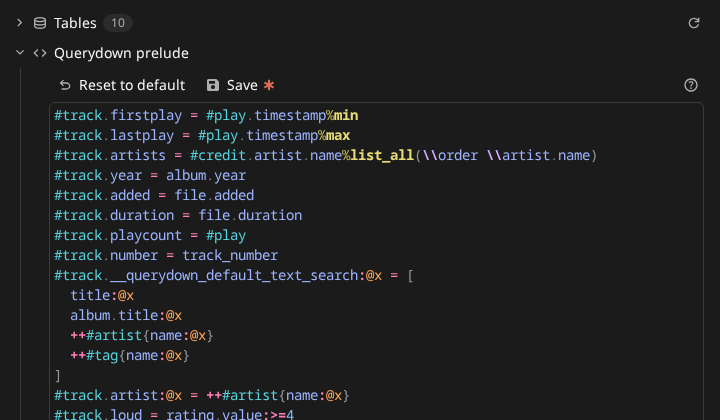 Tables 10
Querydown prelude
Reset to default Save *
#track.firstplay = #play.timestamp%min
#track.lastplay = #play.timestamp%max
#track.artists = #credit.artist.name%list_all(\\order \\artist.name)
#track.year = album.year
#track.added = file.added
#track.duration = file.duration
#track.playcount = #play
#track.number = track_number
#track.__querydown_default_text_search:@x = [
  title:@x
  album.title:@x
  ++#artist{name:@x}
  ++#tag{name:@x}
]
#track.artist:@x = ++#artist{name:@x}
#track.loud = rating.value:>=4